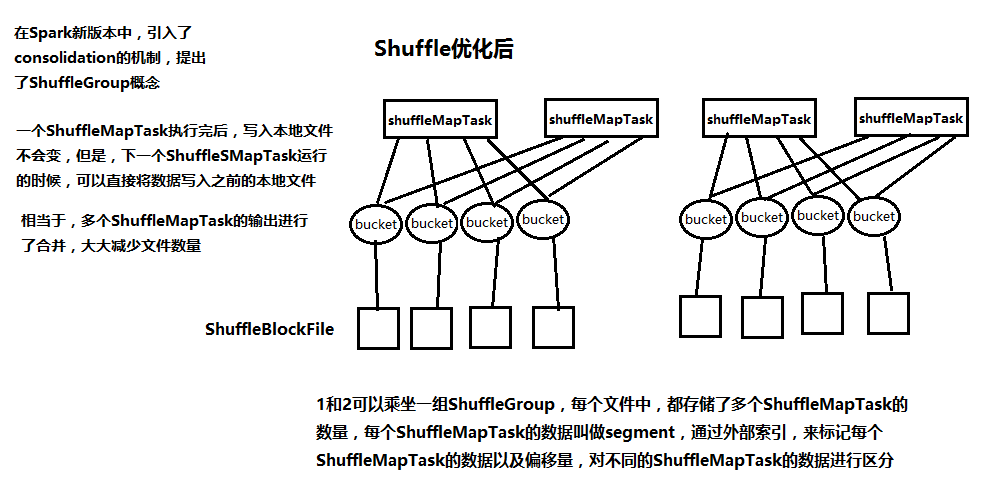 在Spark新版本中，引入了
consolidation的机制，提出
了ShuffleGroup概念
Shuffle优化后
一个ShuffleMapTask执行完后，写入本地文件
不会变，但是，下一个ShuffleSMapTask运行
的时候，可以直接将数据写入之前的本地文件
相当于，多个ShuffleMapTask的输出进行
了合并，大大减少文件数量
shuffleMapTask
shuffleMapTask
shuffleMapTask
shuffleMapTask
bucket
bucket
bucket
bucket
bucket
bucket
bucket
bucket
ShuffleBlockFile
1和2可以乘坐一组ShuffleGroup，每个文件中，都存储了多个ShuffleMapTask的
数量，每个ShuffleMapTask的数据叫做segment，通过外部索引，来标记每个
ShuffleMapTask的数据以及偏移量，对不同的ShuffleMapTask的数据进行区分